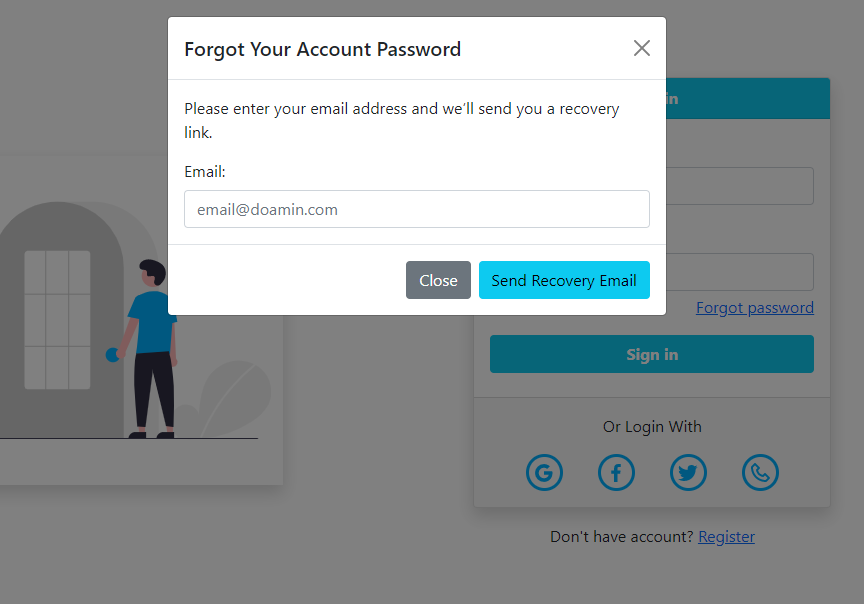 Forgot Your Account Password
Please enter your email address and we'll send you a recovery
link.
Email:
email@doamin.com
Close
Send Recovery Email
in
Forgot password
Sign in
Or Login With
Don't have account? Register